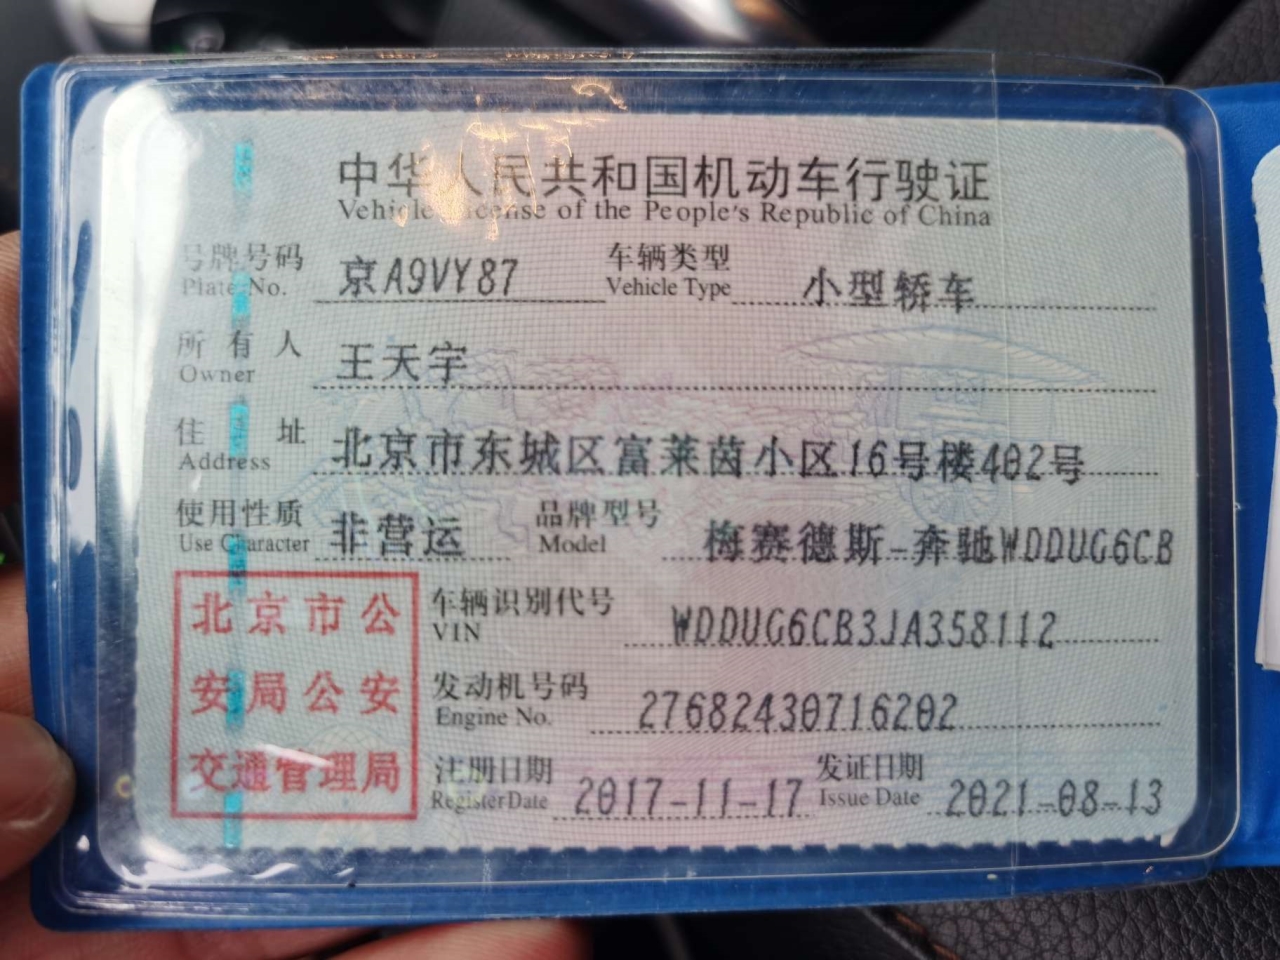 中华人民共和国机动车行驶证
Vehicle License of the People's Republic of China
号牌号码 京A9VY87 车辆类型 小型轿车
Plate No. Vehicle Type
所有人 王天宇
Owner
住址 北京市东城区富莱茵小区16号楼402号
Address
使用性质 非营运 品牌型号 梅赛德斯-奔驰WDDUG6CB
Use Character Model
北京市公
安局公安
交通管理局
车辆识别代号 WDDUG6CB3JA358112
VIN
发动机号码 27682430716202
Engine No.
注册日期 2017-11-17 发证日期 2021-08-13
Register Date Issue Date